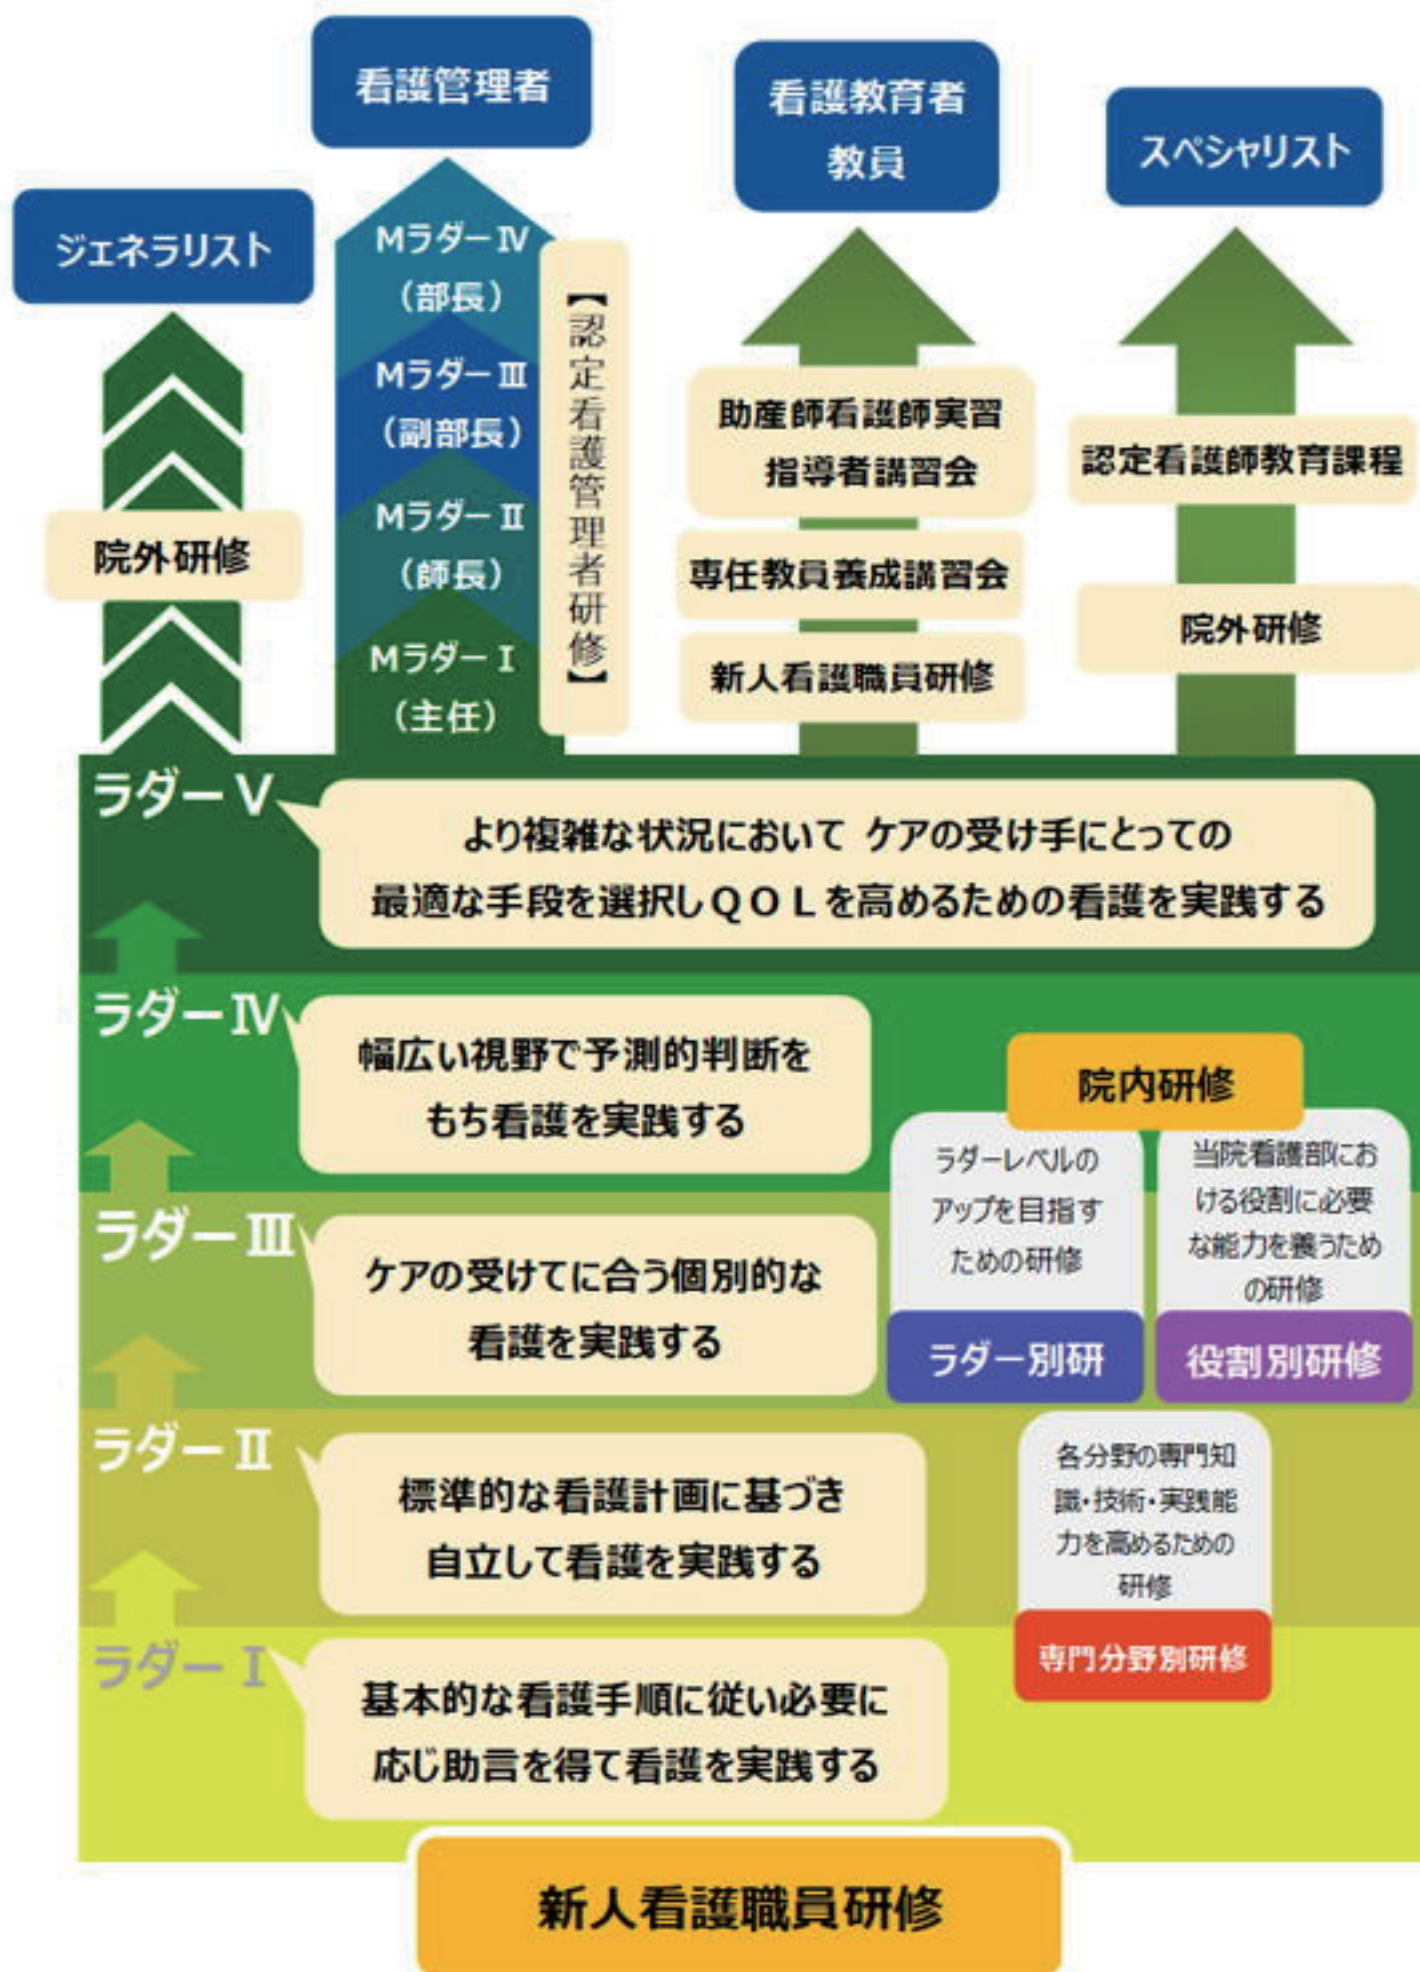 看護管理者
看護教育者
教員
スペシャリスト
ジェネラリスト
MラダーⅣ
（部長）
MラダーⅢ
（副部長）
MラダーⅡ
（師長）
MラダーⅠ
（主任）
【認定看護管理者研修】
院外研修
助産師看護師実習
指導者講習会
専任教員養成講習会
新人看護職員研修
認定看護師教育課程
院外研修
ラダーⅤ
より複雑な状況において ケアの受け手にとっての
最適な手段を選択しＱＯＬを高めるための看護を実践する
ラダーⅣ
幅広い視野で予測的判断を
もち看護を実践する
院内研修
ラダーレベルの
アップを目指す
ための研修
ラダー別研
当院看護部にお
ける役割に必要
な能力を養うため
の研修
役割別研修
ラダーⅢ
ケアの受けてに合う個別的な
看護を実践する
ラダーⅡ
標準的な看護計画に基づき
自立して看護を実践する
各分野の専門知
識・技術・実践能
力を高めるための
研修
専門分野別研修
ラダーⅠ
基本的な看護手順に従い必要に
応じ助言を得て看護を実践する
新人看護職員研修